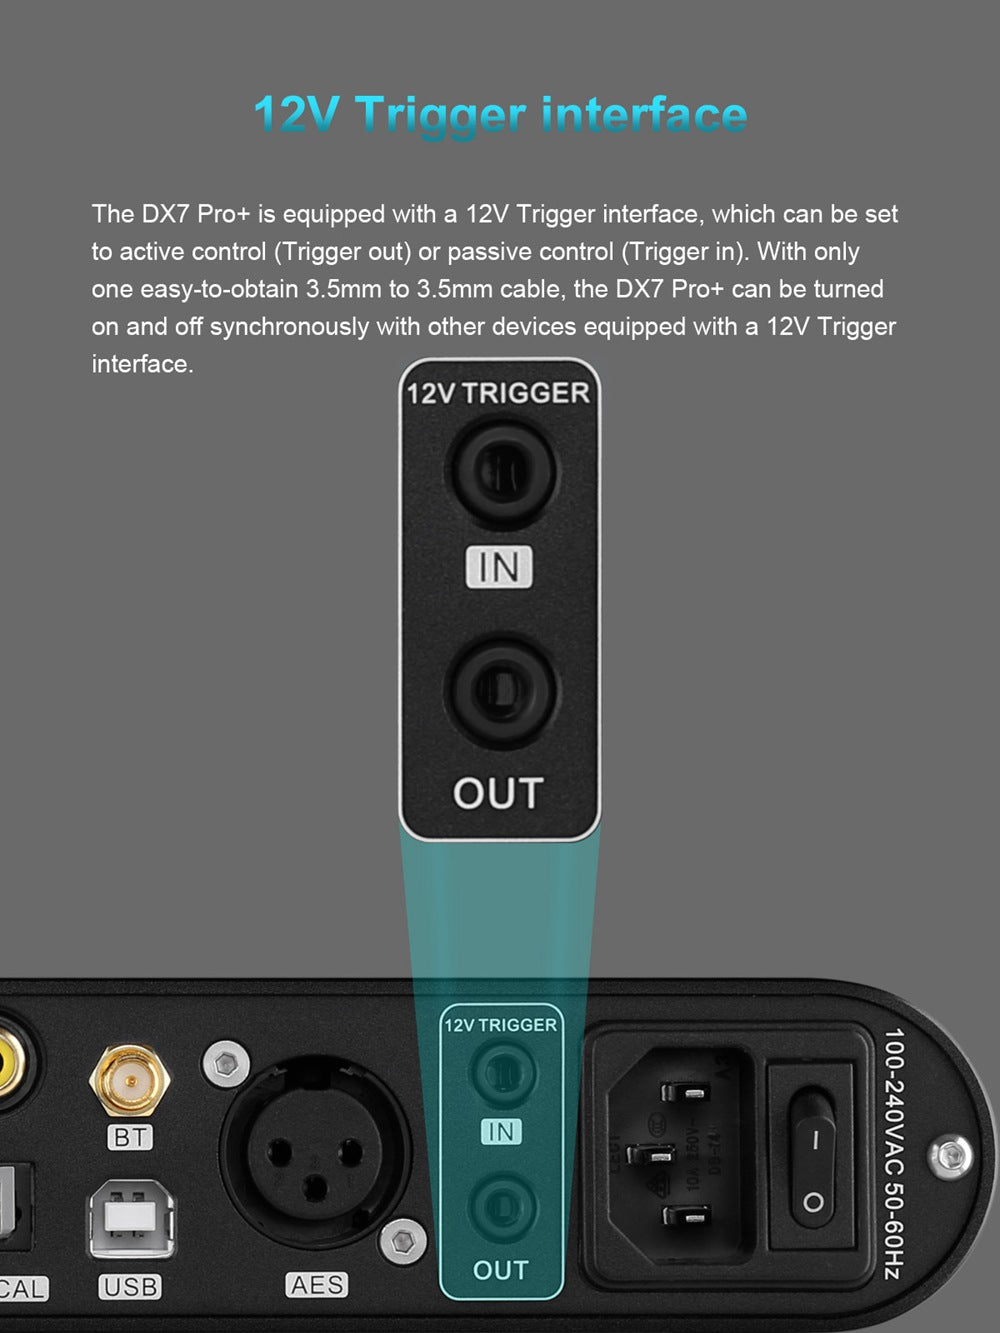 12V Trigger interface
The DX7 Pro+ is equipped with a 12V Trigger interface, which can be set
to active control (Trigger out) or passive control (Trigger in). With only
one easy-to-obtain 3.5mm to 3.5mm cable, the DX7 Pro+ can be turned
on and off synchronously with other devices equipped with a 12V Trigger
interface.
12V TRIGGER
IN
OUT
12V TRIGGER
IN
OUT
BT
USB
CAL
AES
10A 250V~
100-240VAC 50-60Hz
I
O